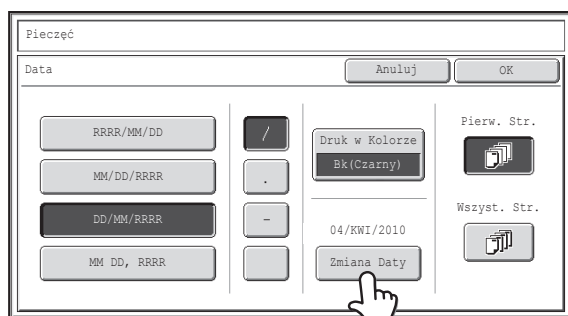 Pieczęć
Data
Anuluj
OK
RRRR/MM/DD
MM/DD/RRRR
DD/MM/RRRR
MM DD, RRRR
/
.
-
Druk w Kolorze
Bk(Czarny)
04/KWI/2010
Zmiana Daty
Pierw. Str.
Wszyst. Str.